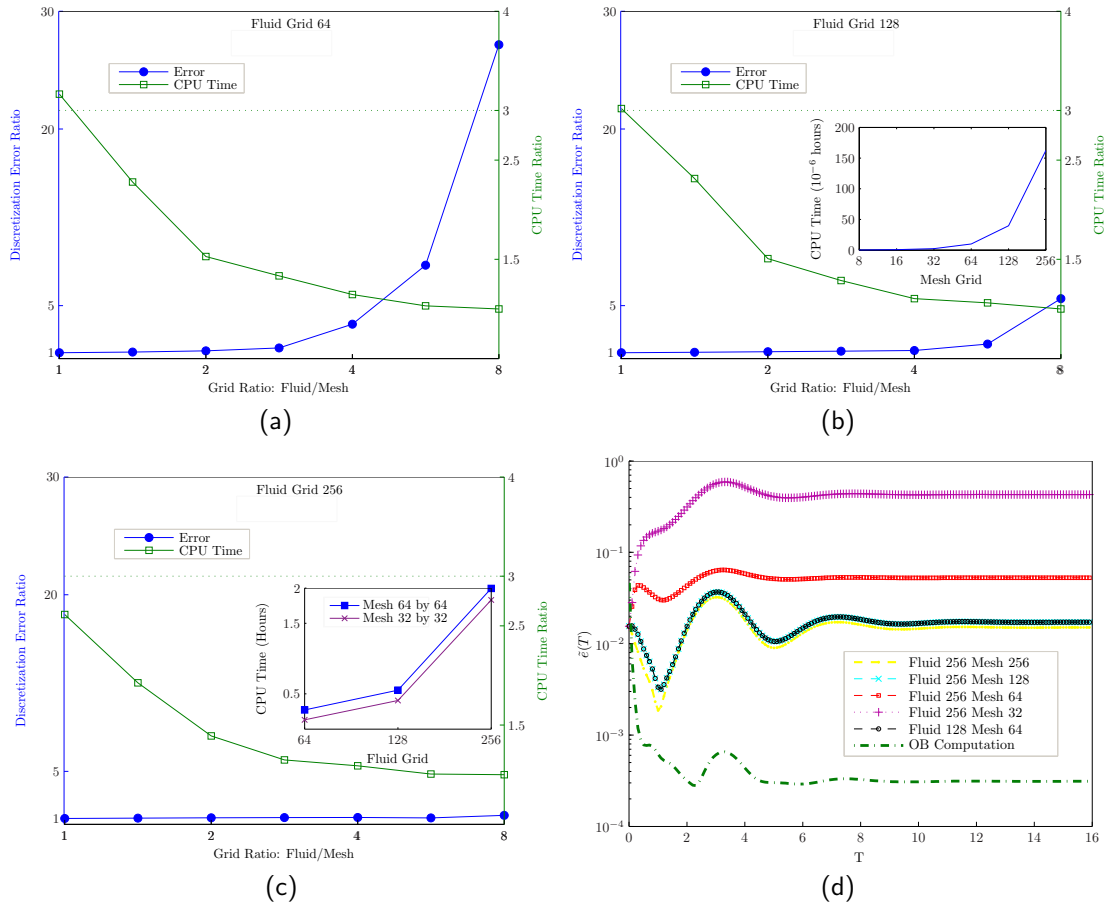 Fluid Grid 64
30
20
5
1
Discretization Error Ratio
Error
CPU Time
4
3
2.5
1.5
CPU Time Ratio
1
2
4
8
Grid Ratio: Fluid/Mesh
(a)
Fluid Grid 128
30
20
5
1
Discretization Error Ratio
Error
CPU Time
200
150
100
50
0
CPU Time (10⁻⁶ hours)
8
16
32
64
128
256
Mesh Grid
4
3
2.5
1.5
CPU Time Ratio
1
2
4
8
Grid Ratio: Fluid/Mesh
(b)
Fluid Grid 256
30
20
5
1
Discretization Error Ratio
Error
CPU Time
2
1.5
0.5
CPU Time (Hours)
Mesh 64 by 64
Mesh 32 by 32
64
128
256
Fluid Grid
4
3
2.5
1.5
CPU Time Ratio
1
2
4
8
Grid Ratio: Fluid/Mesh
(c)
10⁰
10⁻¹
10⁻²
10⁻³
10⁻⁴
ẽ(T)
Fluid 256 Mesh 256
Fluid 256 Mesh 128
Fluid 256 Mesh 64
Fluid 256 Mesh 32
Fluid 128 Mesh 64
OB Computation
0
2
4
6
8
10
12
14
16
T
(d)